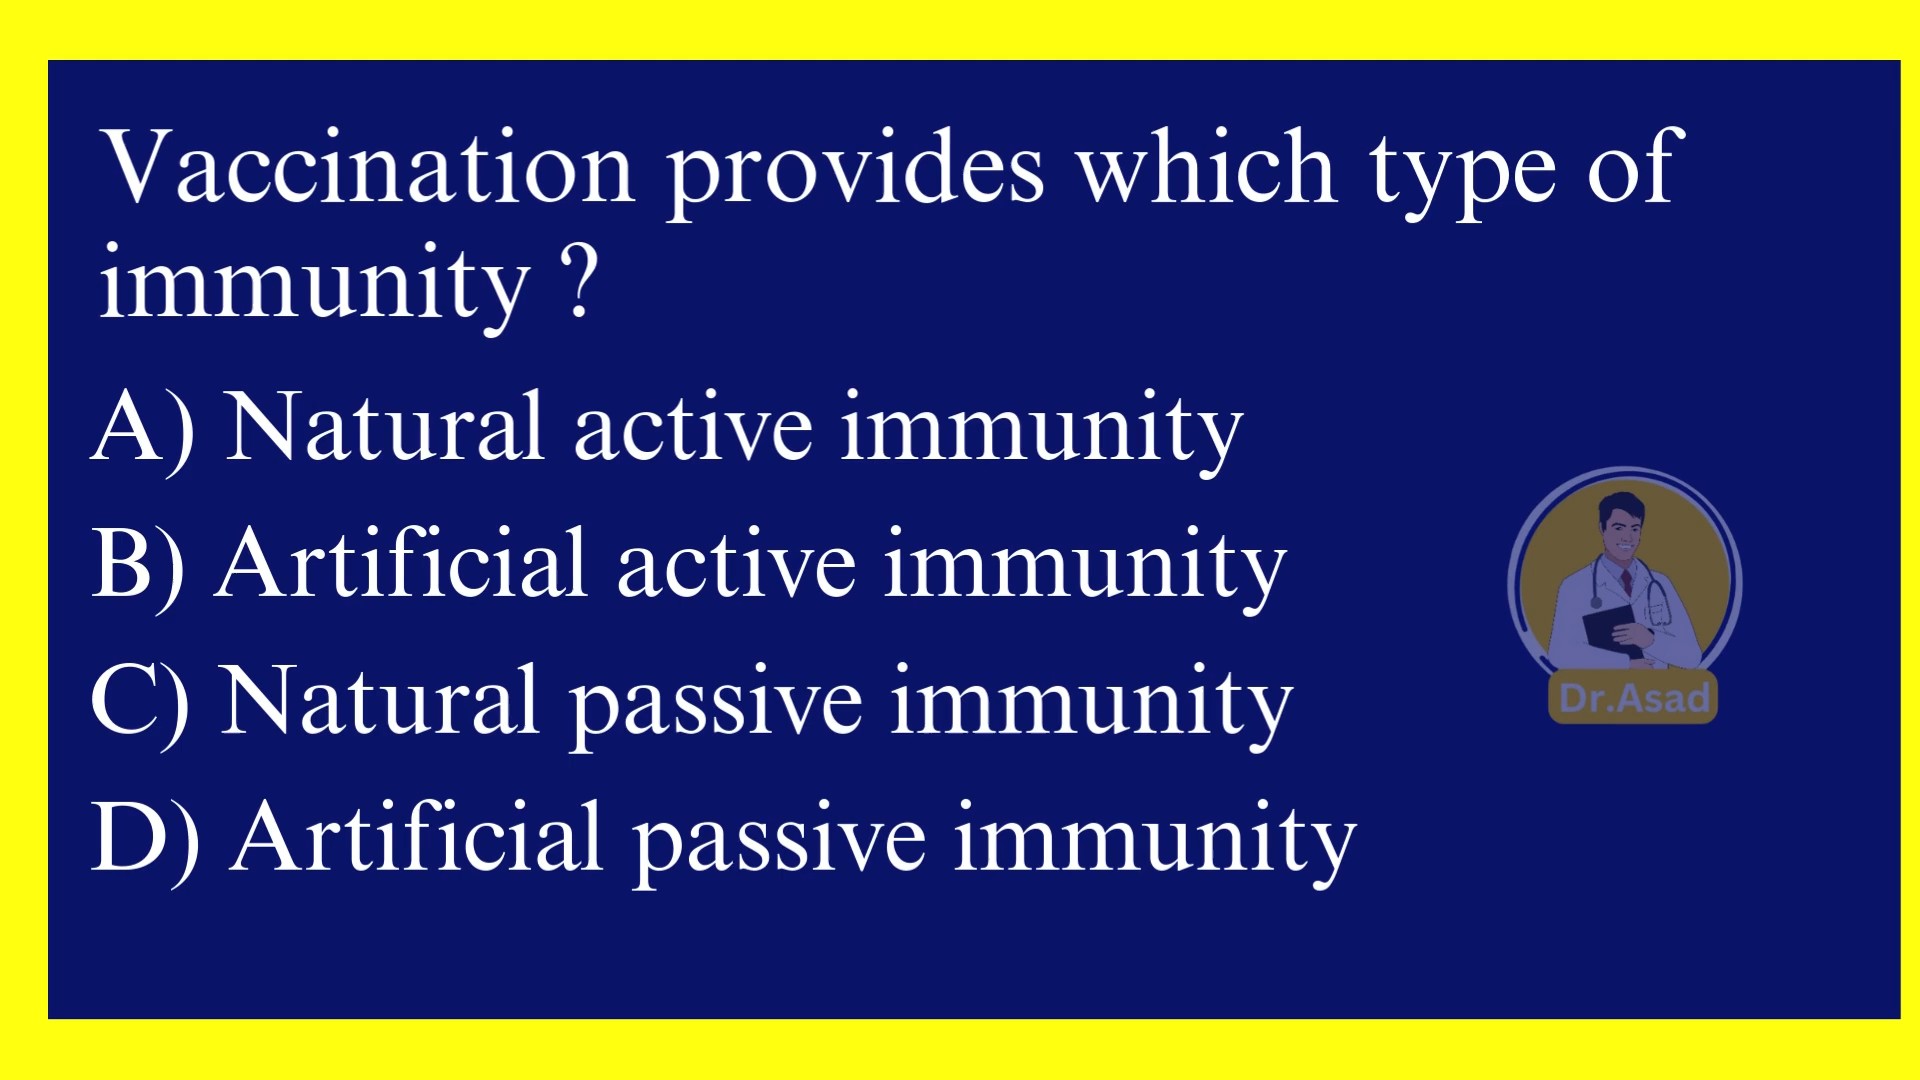 Vaccination provides which type of
immunity ?
A) Natural active immunity
B) Artificial active immunity
C) Natural passive immunity
D) Artificial passive immunity
Dr.Asad